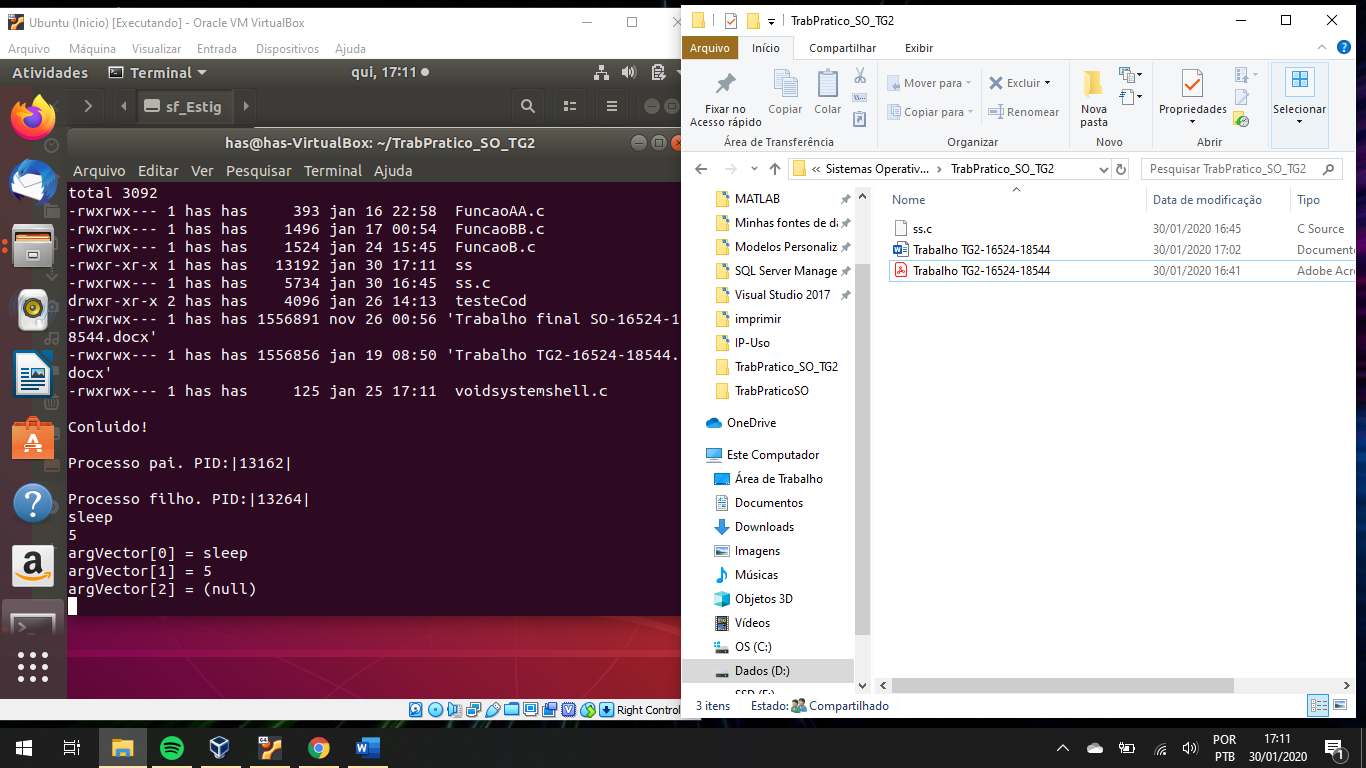 Ubuntu (Inicio) [Executando] - Oracle VM VirtualBox
Arquivo Máquina Visualizar Entrada Dispositivos Ajuda
Atividades Terminal qui, 17:11
sf_Estig
has@has-VirtualBox: ~/TrabPratico_SO_TG2
Arquivo Editar Ver Pesquisar Terminal Ajuda
total 3092
-rwxrwx--- 1 has has     393 jan 16 22:58  FuncaoAA.c
-rwxrwx--- 1 has has    1496 jan 17 00:54  FuncaoBB.c
-rwxrwx--- 1 has has    1524 jan 24 15:45  FuncaoB.c
-rwxr-xr-x 1 has has   13192 jan 30 17:11  ss
-rwxrwx--- 1 has has    5734 jan 30 16:45  ss.c
drwxr-xr-x 2 has has    4096 jan 26 14:13  testeCod
-rwxrwx--- 1 has has 1556891 nov 26 00:56 'Trabalho final SO-16524-1
8544.docx'
-rwxrwx--- 1 has has 1556856 jan 19 08:50 'Trabalho TG2-16524-18544.
docx'
-rwxrwx--- 1 has has     125 jan 25 17:11  voidsystemshell.c
Conluido!
Processo pai. PID:|13162|
Processo filho. PID:|13264|
sleep
5
argVector[0] = sleep
argVector[1] = 5
argVector[2] = (null)
Right Control
TrabPratico_SO_TG2
Arquivo Início Compartilhar Exibir
Fixar no
Acesso rápido
Copiar
Colar
Área de Transferência
Mover para
Copiar para
Excluir
Renomear
Organizar
Nova
pasta
Novo
Propriedades
Abrir
Selecionar
« Sistemas Operativ... › TrabPratico_SO_TG2
Pesquisar TrabPratico_SO_TG2
MATLAB
Minhas fontes de da
Modelos Personaliz
SQL Server Manage
Visual Studio 2017
imprimir
IP-Uso
TrabPratico_SO_TG2
TrabPraticoSO
OneDrive
Este Computador
Área de Trabalho
Documentos
Downloads
Imagens
Músicas
Objetos 3D
Vídeos
OS (C:)
Dados (D:)
Nome Data de modificação Tipo
ss.c 30/01/2020 16:45 C Source
Trabalho TG2-16524-18544 30/01/2020 17:02 Documento
Trabalho TG2-16524-18544 30/01/2020 16:41 Adobe Acro
3 itens Estado: Compartilhado
POR
PTB
17:11
30/01/2020
1